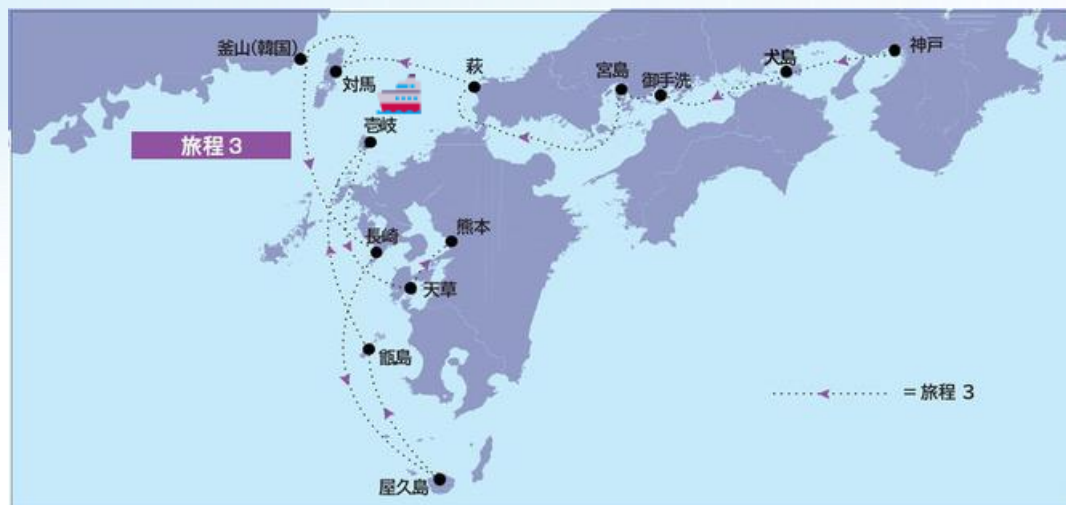 釜山(韓国)
対馬
萩
宮島
御手洗
犬島
神戸
壱岐
旅程3
長崎
熊本
天草
甑島
屋久島
=旅程 3